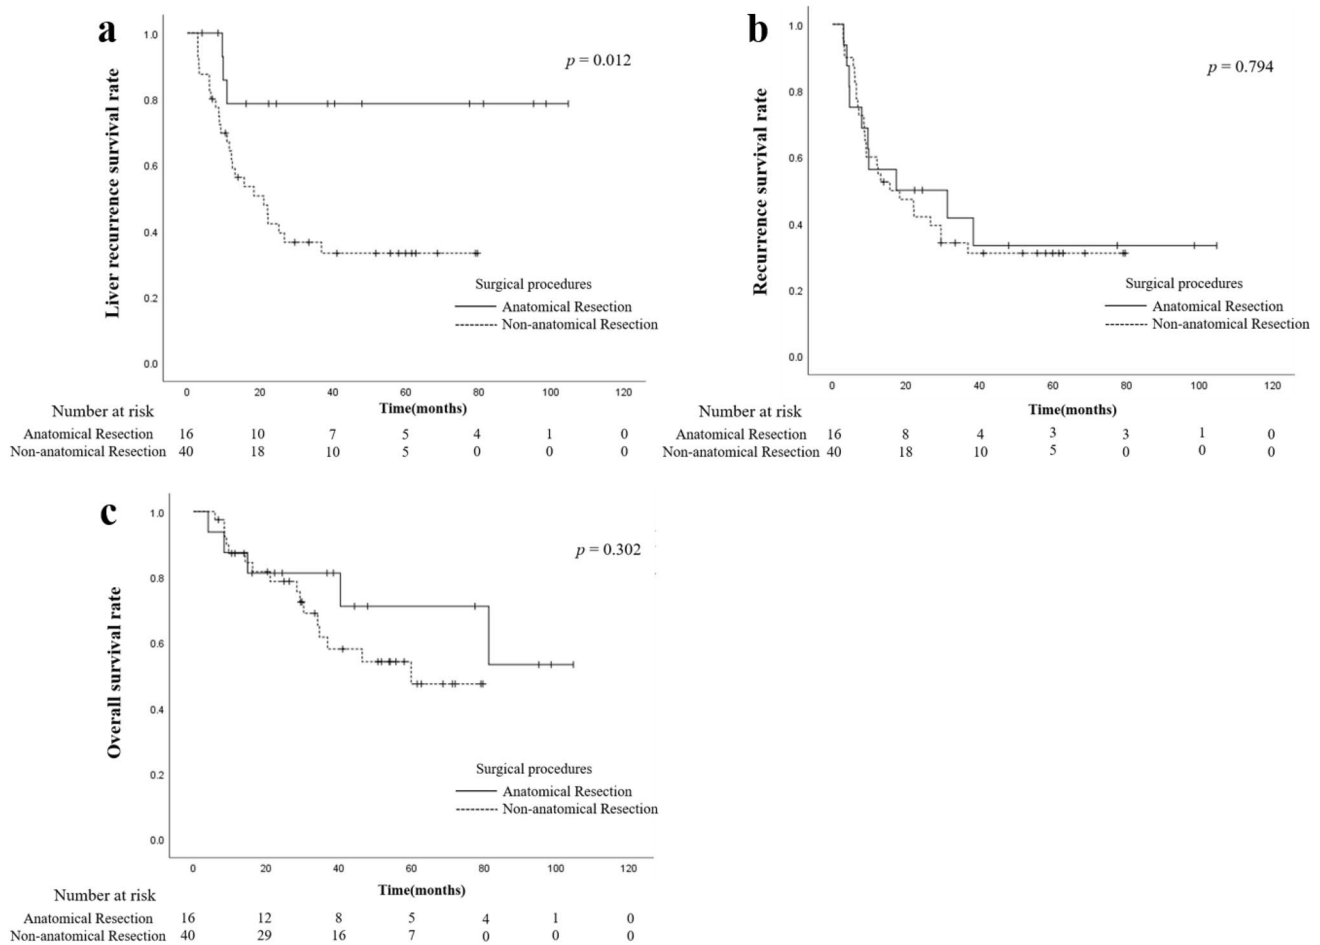 a
p = 0.012
Liver recurrence survival rate
1.0
0.8
0.6
0.4
0.2
0.0
Surgical procedures
Anatomical Resection
Non-anatomical Resection
0 20 40 60 80 100 120
Time(months)
Number at risk
Anatomical Resection 16 10 7 5 4 1 0
Non-anatomical Resection 40 18 10 5 0 0 0
b
p = 0.794
Recurrence survival rate
1.0
0.8
0.6
0.4
0.2
0.0
Surgical procedures
Anatomical Resection
Non-anatomical Resection
0 20 40 60 80 100 120
Time(months)
Number at risk
Anatomical Resection 16 8 4 3 3 1 0
Non-anatomical Resection 40 18 10 5 0 0 0
c
p = 0.302
Overall survival rate
1.0
0.8
0.6
0.4
0.2
0.0
Surgical procedures
Anatomical Resection
Non-anatomical Resection
0 20 40 60 80 100 120
Time(months)
Number at risk
Anatomical Resection 16 12 8 5 4 1 0
Non-anatomical Resection 40 29 16 7 0 0 0